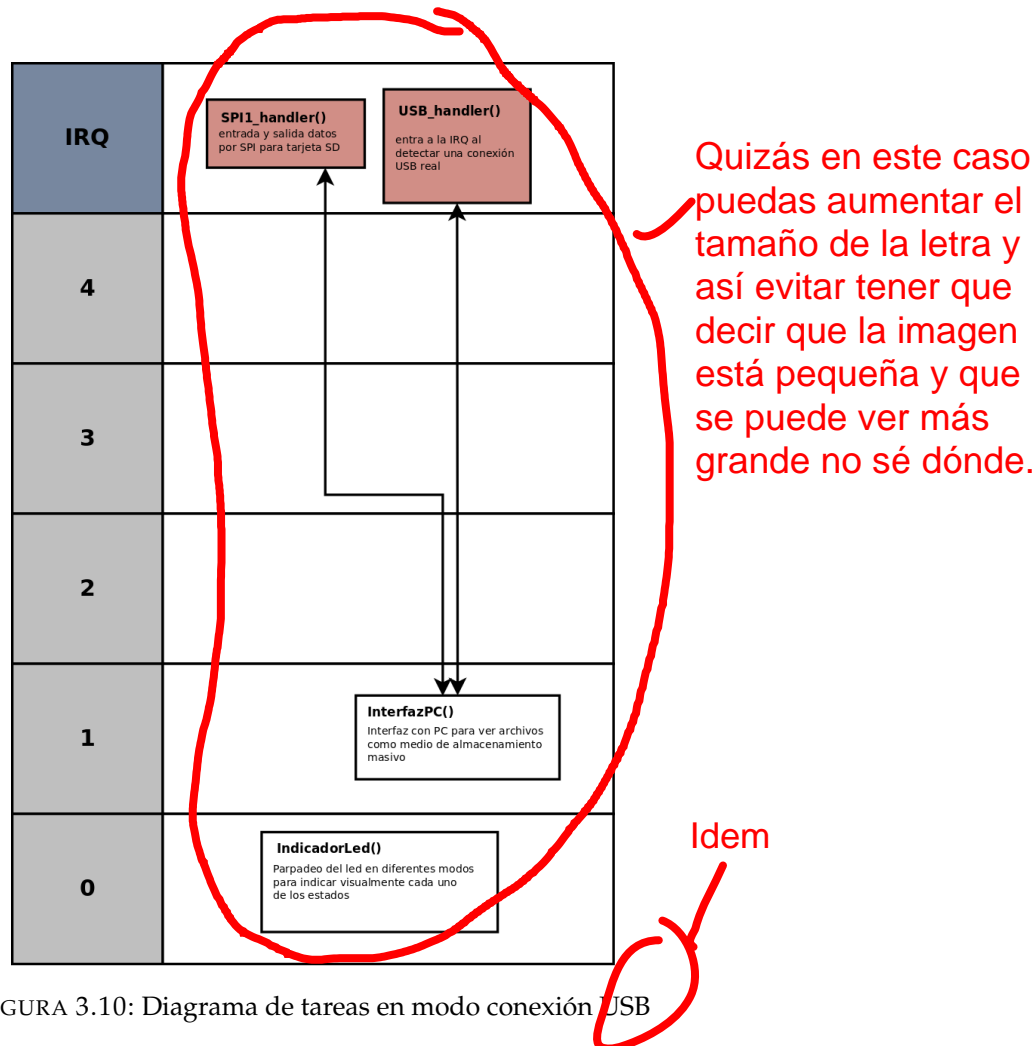 IRQ
SPI1_handler()
entrada y salida datos
por SPI para tarjeta SD
USB_handler()
entra a la IRQ al
detectar una conexión
USB real
Quizás en este caso
puedas aumentar el
tamaño de la letra y
así evitar tener que
decir que la imagen
está pequeña y que
se puede ver más
grande no sé dónde.
4
3
2
1
InterfazPC()
Interfaz con PC para ver archivos
como medio de almacenamiento
masivo
0
IndicadorLed()
Parpadeo del led en diferentes modos
para indicar visualmente cada uno
de los estados
Idem
GURA 3.10: Diagrama de tareas en modo conexión USB